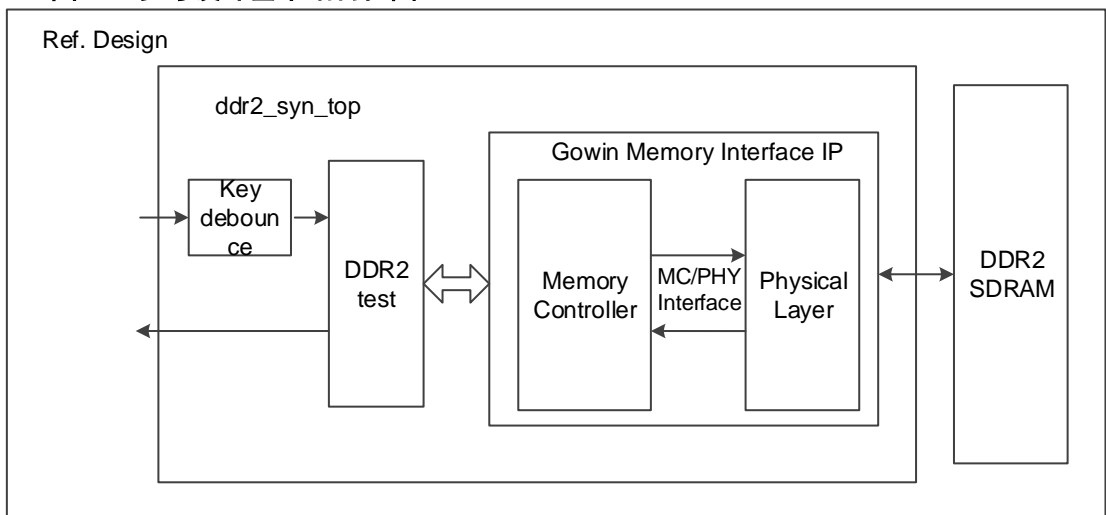 Ref. Design
ddr2_syn_top
Gowin Memory Interface IP
Key
deboun
ce
DDR2
test
Memory
Controller
MC/PHY
Interface
Physical
Layer
DDR2
SDRAM